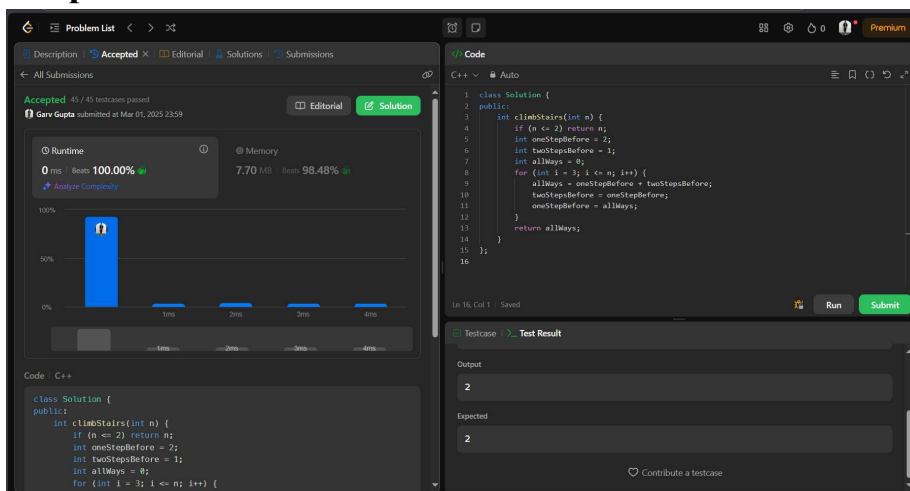 Problem List
0
Premium
Description
Accepted
Editorial
Solutions
Submissions
All Submissions
Accepted 45 / 45 testcases passed
Garv Gupta submitted at Mar 01, 2025 23:59
Editorial
Solution
Runtime
0 ms Beats 100.00%
Analyze Complexity
Memory
7.70 MB Beats 98.48%
100%
50%
0%
1ms 2ms 3ms 4ms
1ms 2ms 3ms 4ms
Code C++
class Solution {
public:
int climbStairs(int n) {
if (n <= 2) return n;
int oneStepBefore = 2;
int twoStepsBefore = 1;
int allWays = 0;
for (int i = 3; i <= n; i++) {
</> Code
C++ Auto
1 class Solution {
2 public:
3 int climbStairs(int n) {
4 if (n <= 2) return n;
5 int oneStepBefore = 2;
6 int twoStepsBefore = 1;
7 int allWays = 0;
8 for (int i = 3; i <= n; i++) {
9 allWays = oneStepBefore + twoStepsBefore;
10 twoStepsBefore = oneStepBefore;
11 oneStepBefore = allWays;
12 }
13 return allWays;
14 }
15 };
16
Ln 16, Col 1 Saved
Run
Submit
Testcase
>_ Test Result
Output
2
Expected
2
Contribute a testcase